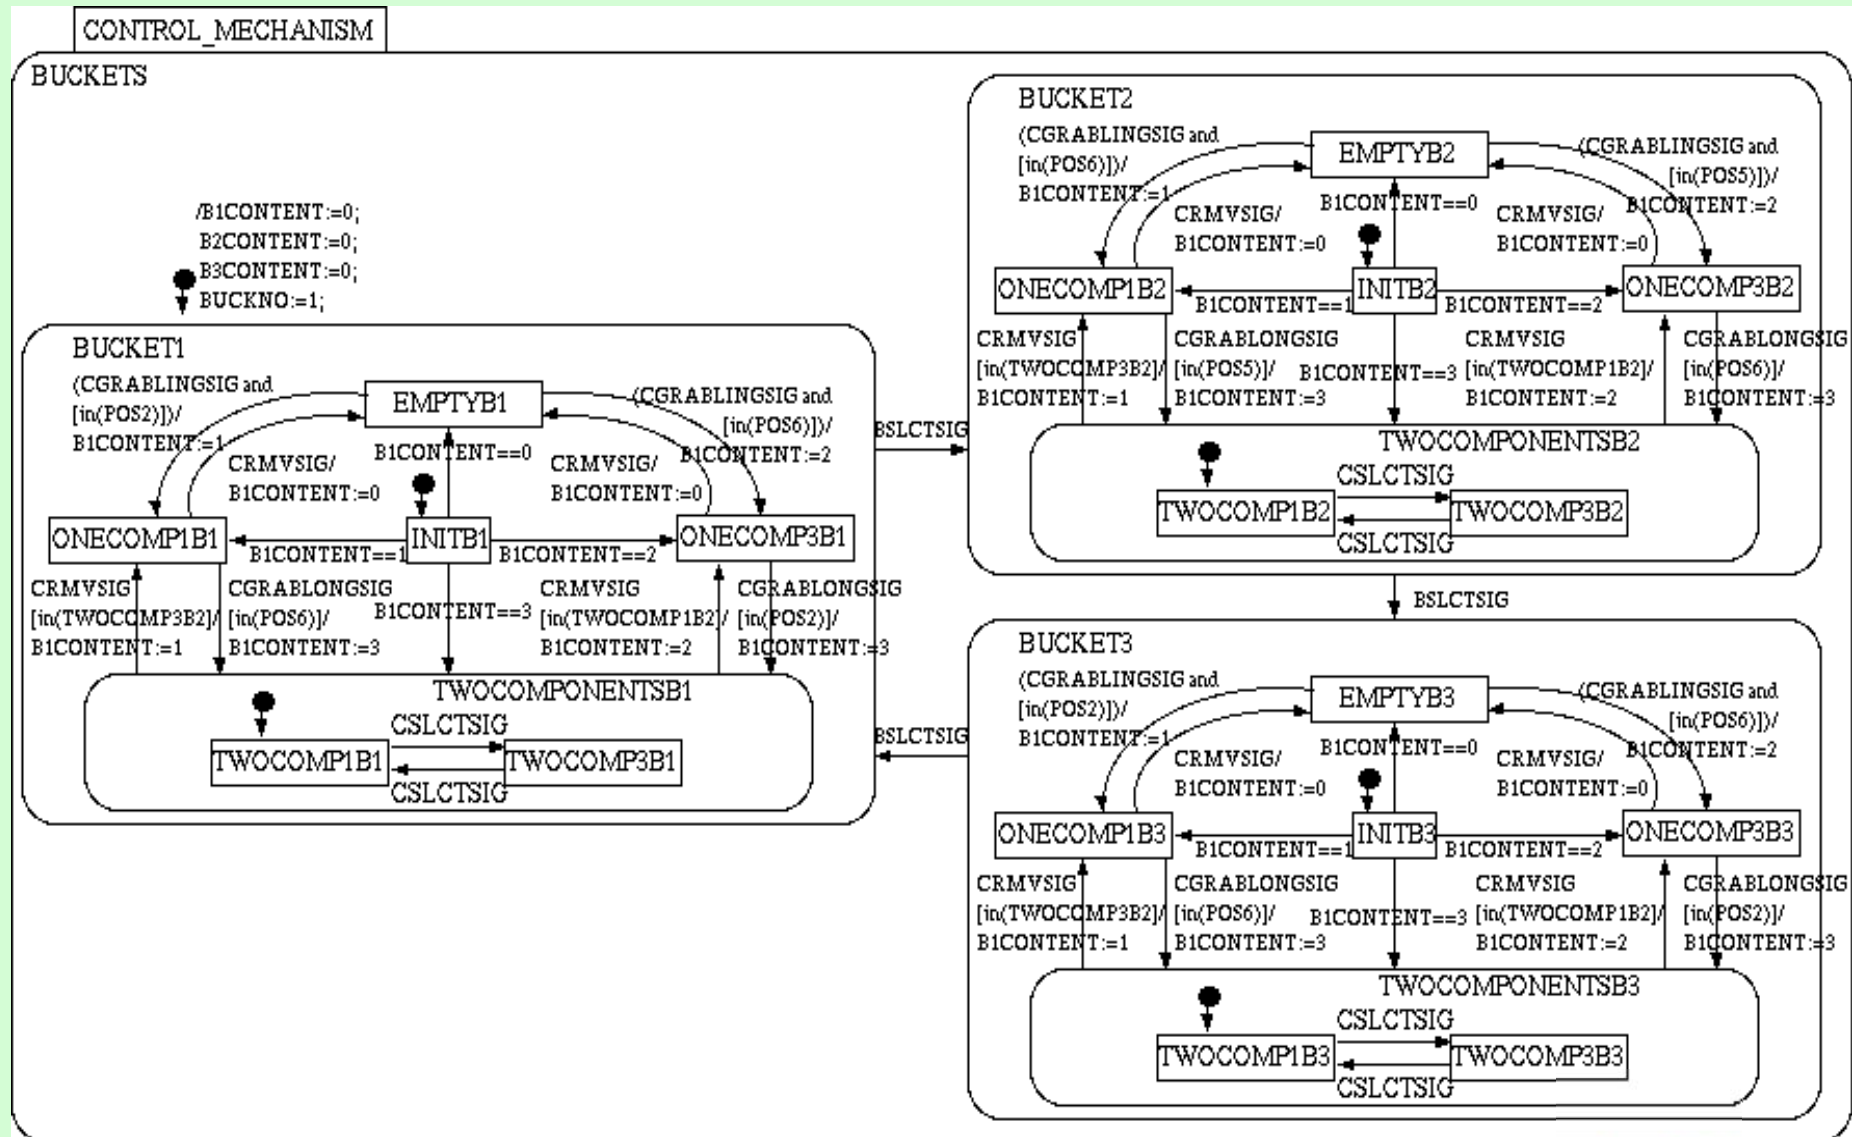 CONTROL_MECHANISM
BUCKETS
/B1CONTENT:=0;
B2CONTENT:=0;
B3CONTENT:=0;
BUCKNO:=1;
BUCKET1
(CGRABLINGSIG and
[in(POS2)])/
B1CONTENT:=1
EMPTYB1
(CGRABLINGSIG and
[in(POS6)])/
B1CONTENT:=2
B1CONTENT==0
CRMVSIG/
B1CONTENT:=0
CRMVSIG/
B1CONTENT:=0
ONECOMP1B1
INITB1
ONECOMP3B1
B1CONTENT==1
B1CONTENT==2
CRMVSIG
[in(TWOCOMP3B2]/
B1CONTENT:=1
CGRABLONGSIG
[in(POS6)]/
B1CONTENT:=3
B1CONTENT==3
CRMVSIG
[in(TWOCOMP1B2]/
B1CONTENT:=2
CGRABLONGSIG
[in(POS2)]/
B1CONTENT:=3
TWOCOMPONENTSB1
CSLCTSIG
TWOCOMP1B1
TWOCOMP3B1
CSLCTSIG
BSLCTSIG
BSLCTSIG
BUCKET2
(CGRABLINGSIG and
[in(POS6)])/
B1CONTENT:=1
EMPTYB2
(CGRABLINGSIG and
[in(POS5)])/
B1CONTENT:=2
B1CONTENT==0
CRMVSIG/
B1CONTENT:=0
CRMVSIG/
B1CONTENT:=0
ONECOMP1B2
INITB2
ONECOMP3B2
B1CONTENT==1
B1CONTENT==2
CRMVSIG
[in(TWOCOMP3B2]/
B1CONTENT:=1
CGRABLONGSIG
[in(POS5)]/
B1CONTENT:=3
B1CONTENT==3
CRMVSIG
[in(TWOCOMP1B2]/
B1CONTENT:=2
CGRABLONGSIG
[in(POS6)]/
B1CONTENT:=3
TWOCOMPONENTSB2
CSLCTSIG
TWOCOMP1B2
TWOCOMP3B2
CSLCTSIG
BSLCTSIG
BUCKET3
(CGRABLINGSIG and
[in(POS2)])/
B1CONTENT:=1
EMPTYB3
(CGRABLINGSIG and
[in(POS6)])/
B1CONTENT:=2
B1CONTENT==0
CRMVSIG/
B1CONTENT:=0
CRMVSIG/
B1CONTENT:=0
ONECOMP1B3
INITB3
ONECOMP3B3
B1CONTENT==1
B1CONTENT==2
CRMVSIG
[in(TWOCOMP3B2]/
B1CONTENT:=1
CGRABLONGSIG
[in(POS6)]/
B1CONTENT:=3
B1CONTENT==3
CRMVSIG
[in(TWOCOMP1B2]/
B1CONTENT:=2
CGRABLONGSIG
[in(POS2)]/
B1CONTENT:=3
TWOCOMPONENTSB3
CSLCTSIG
TWOCOMP1B3
TWOCOMP3B3
CSLCTSIG